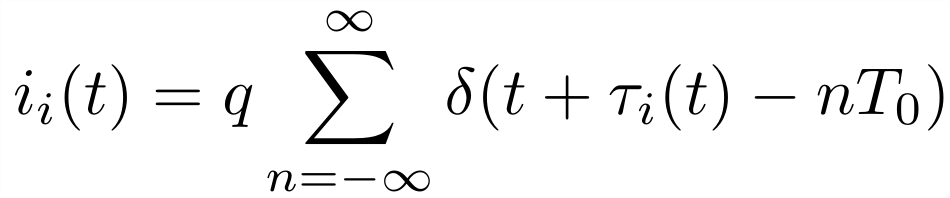 i_i(t) = q \sum_{n=-\infty}^{\infty} \delta(t + \tau_i(t) - nT_0)